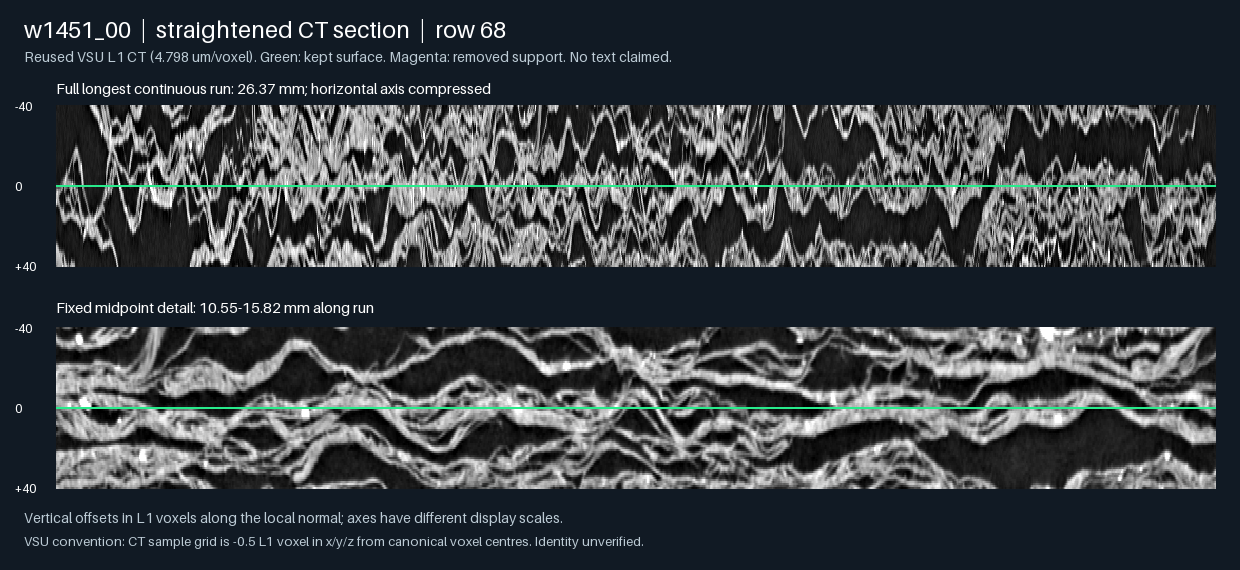 w1451_00 | straightened CT section | row 68
Reused VSU L1 CT (4.798 um/voxel). Green: kept surface. Magenta: removed support. No text claimed.
Full longest continuous run: 26.37 mm; horizontal axis compressed
-40
0
+40
Fixed midpoint detail: 10.55-15.82 mm along run
-40
0
+40
Vertical offsets in L1 voxels along the local normal; axes have different display scales.
VSU convention: CT sample grid is -0.5 L1 voxel in x/y/z from canonical voxel centres. Identity unverified.